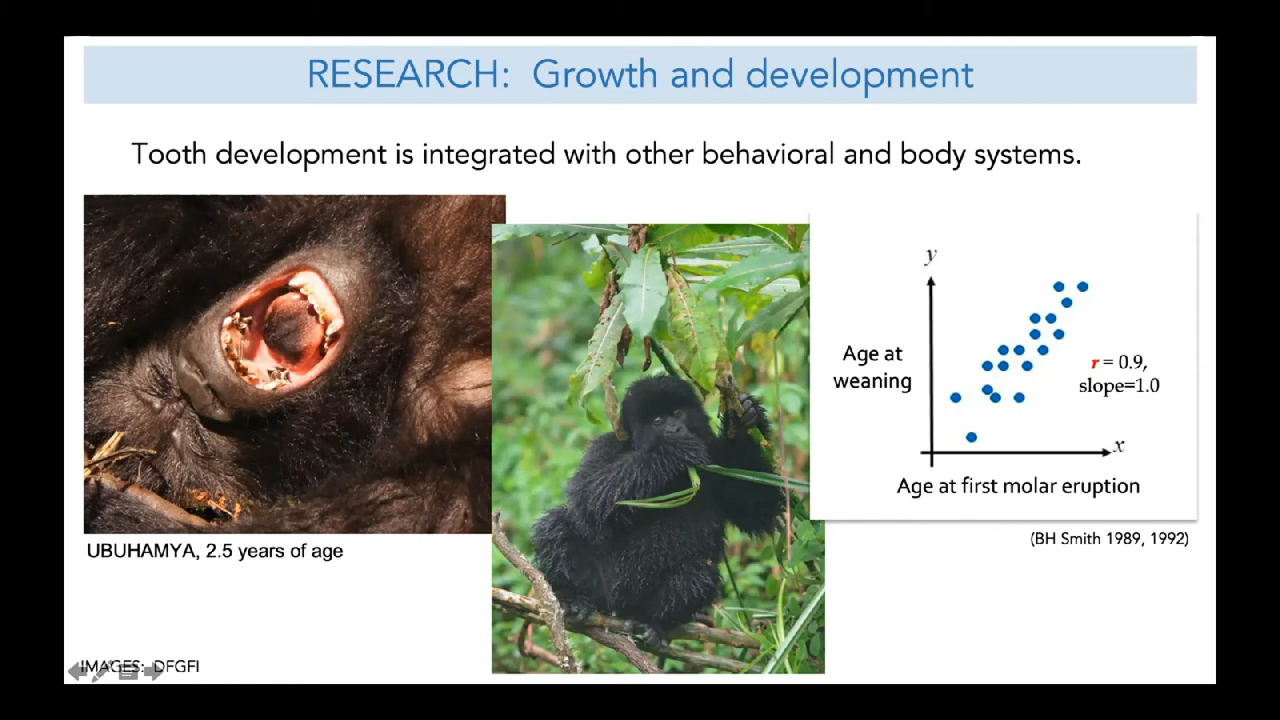 RESEARCH: Growth and development
Tooth development is integrated with other behavioral and body systems.
y
Age at
weaning
r = 0.9,
slope=1.0
x
Age at first molar eruption
(BH Smith 1989, 1992)
UBUHAMYA, 2.5 years of age
IMAGES: DFGFI